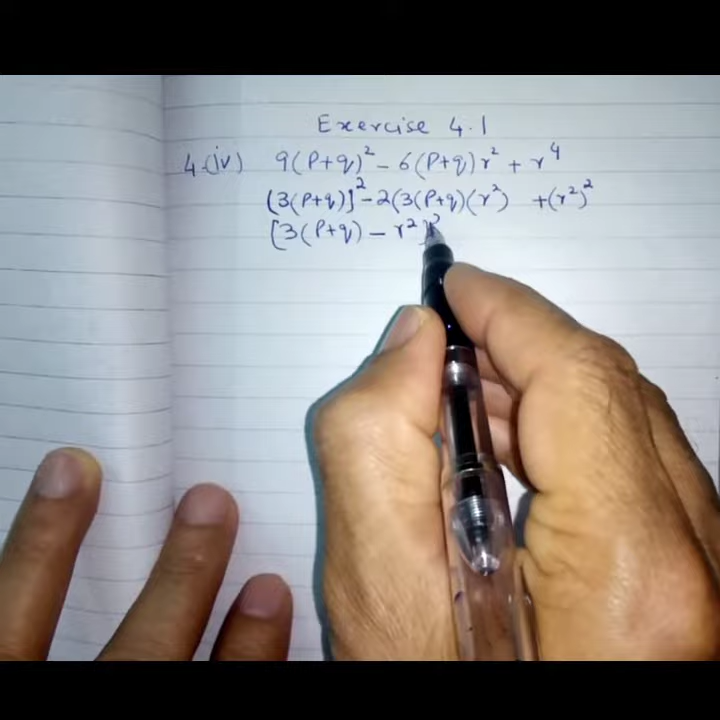 Exercise 4.1
4.(iv) 9(P+q)² - 6(P+q)r² + r⁴
(3(P+q)]² - 2(3(P+q)(r²) + (r²)²
[3(P+q) - r²]²